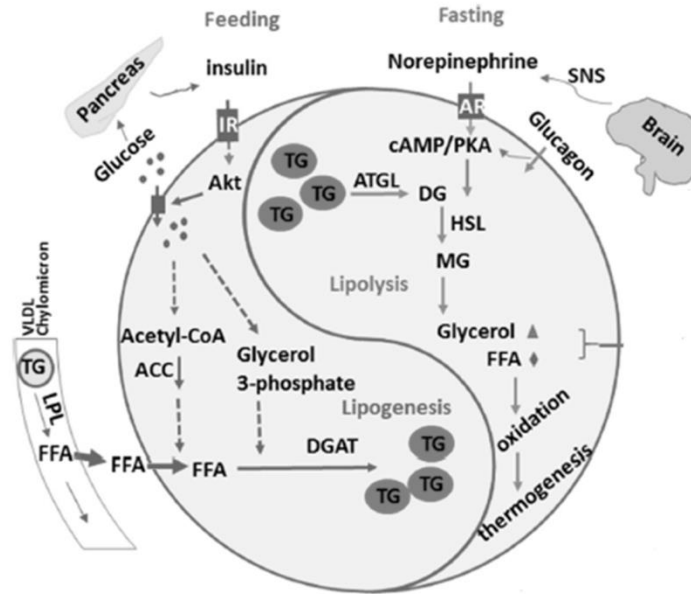 Feeding
Fasting
Pancreas
insulin
Norepinephrine
SNS
Brain
IR
AR
Glucose
Glucagon
cAMP/PKA
Akt
TG
TG
TG
ATGL
DG
HSL
MG
Lipolysis
VLDL
Chylomicron
TG
LPL
Acetyl-CoA
ACC
Glycerol
3-phosphate
Glycerol
FFA
oxidation
thermogenesis
Lipogenesis
FFA
FFA
FFA
DGAT
TG
TG
TG